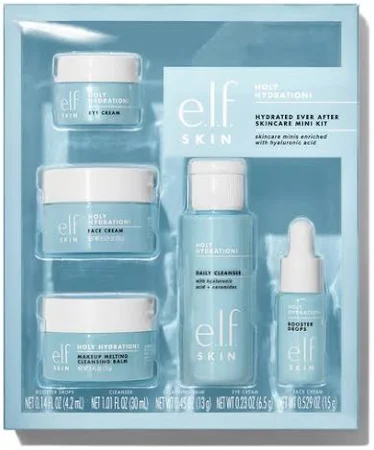 e.l.f.
SKIN
HOLY
HYDRATION!
EYE CREAM
e.l.f.
SKIN
HOLY
HYDRATION!
HYDRATED EVER AFTER
SKINCARE MINI KIT
skincare minis enriched
with hyaluronic acid
e.l.f.
SKIN
HOLY
HYDRATION!
FACE CREAM
e.l.f.
SKIN
HOLY HYDRATION!
MAKEUP MELTING
CLEANSING BALM
HOLY
HYDRATION!
DAILY CLEANSER
with hyaluronic
acid + ceramides
e.l.f.
SKIN
HOLY
HYDRATION!
BOOSTER
DROPS
e.l.f.
SKIN
BOOSTER DROPS
NET 0.14 FL OZ (4.2 mL)
CLEANSER
NET 1.01 FL OZ (30 mL)
NET 0.45 OZ (13 g)
EYE CREAM
NET 0.23 OZ (6.5 g)
FACE CREAM
NET 0.529 OZ (15 g)